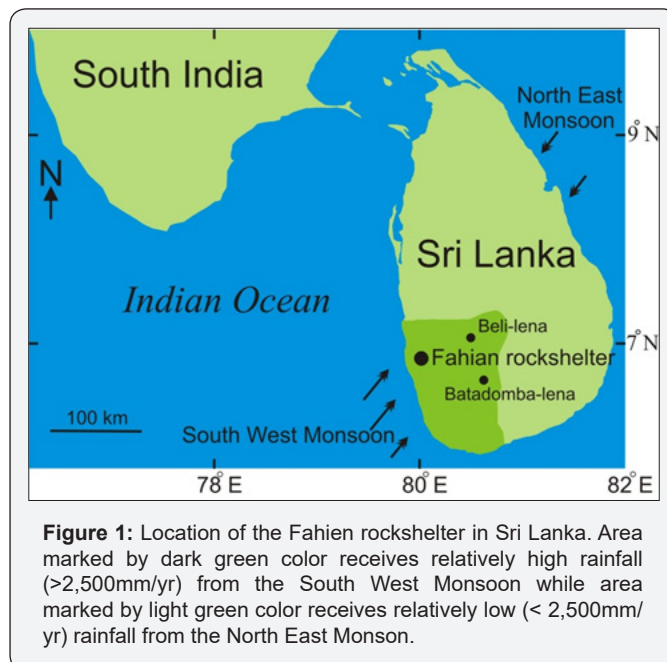 South India
North East
Monsoon
9°N
N
Sri Lanka
Indian Ocean
Beli-lena
7°N
Fahian rockshelter
Batadomba-lena
100 km
South West Monsoon
78°E
80°E
82°E
Figure 1: Location of the Fahien rockshelter in Sri Lanka. Area
marked by dark green color receives relatively high rainfall
(>2,500mm/yr) from the South West Monsoon while area
marked by light green color receives relatively low (< 2,500mm/
yr) rainfall from the North East Monson.